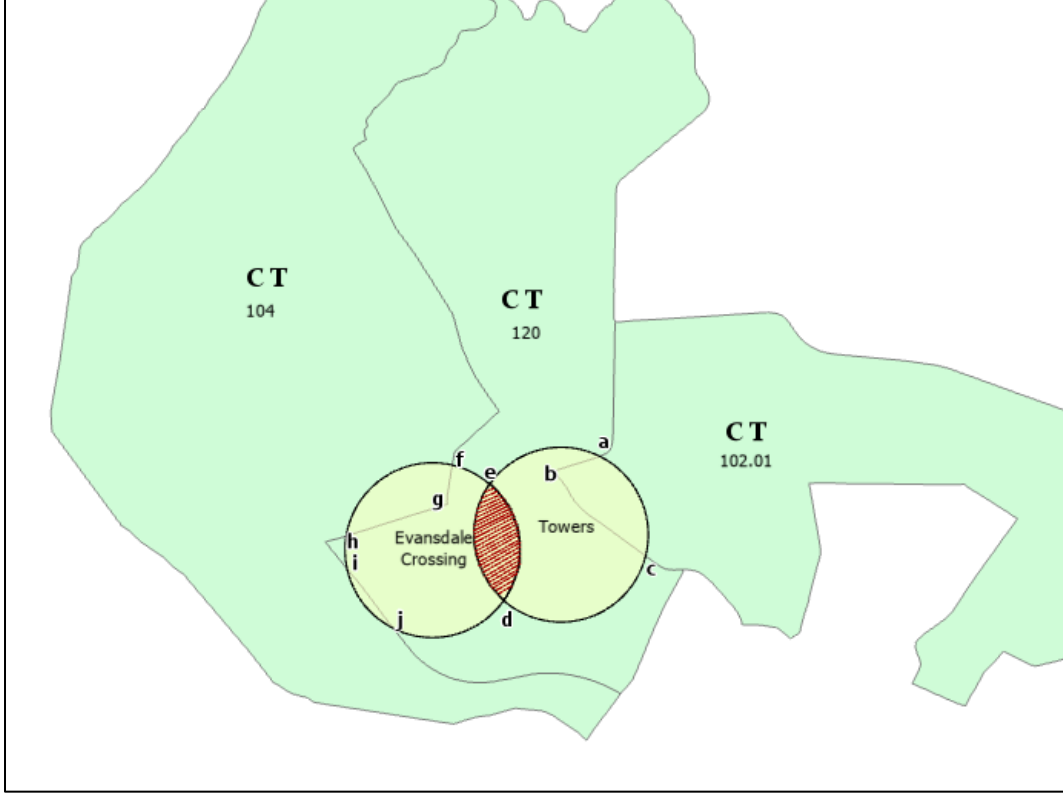 C T
104
C T
120
C T
102.01
a
f
e
b
g
Towers
h
Evansdale
Crossing
i
c
j
d